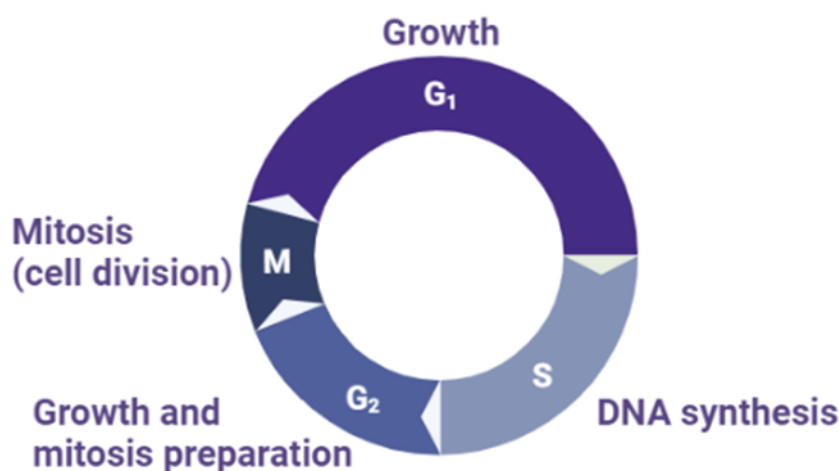 Growth
G₁
Mitosis
(cell division)
M
S
G₂
Growth and
mitosis preparation
DNA synthesis